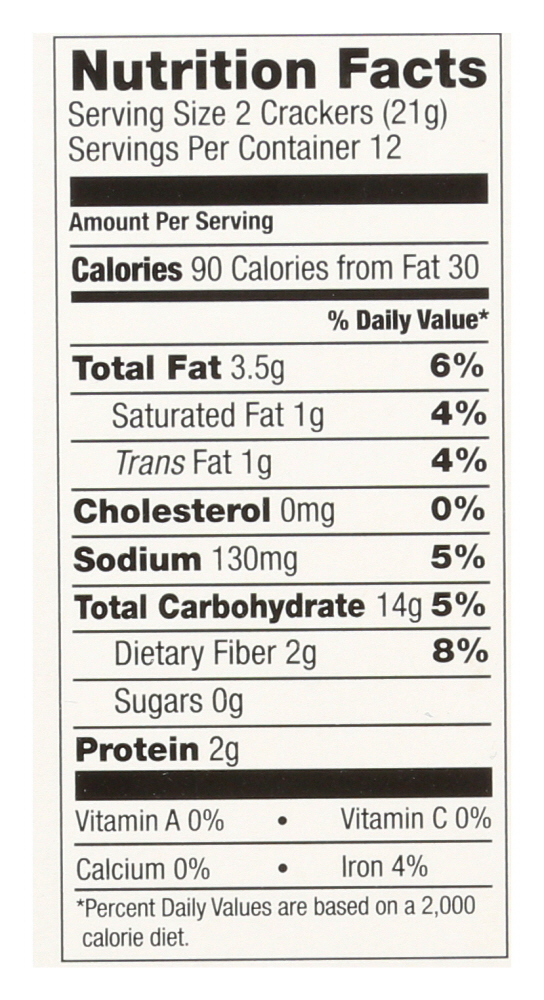 Nutrition Facts
Serving Size 2 Crackers (21g)
Servings Per Container 12
Amount Per Serving
Calories 90 Calories from Fat 30
% Daily Value*
Total Fat 3.5g 6%
Saturated Fat 1g 4%
Trans Fat 1g 4%
Cholesterol 0mg 0%
Sodium 130mg 5%
Total Carbohydrate 14g 5%
Dietary Fiber 2g 8%
Sugars 0g
Protein 2g
Vitamin A 0% • Vitamin C 0%
Calcium 0% • Iron 4%
*Percent Daily Values are based on a 2,000
calorie diet.